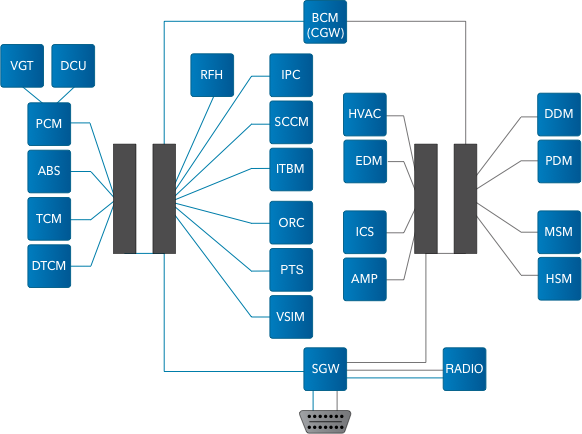 BCM
(CGW)
VGT
DCU
RFH
IPC
PCM
SCCM
HVAC
DDM
ABS
ITBM
EDM
PDM
TCM
ORC
ICS
MSM
DTCM
PTS
AMP
HSM
VSIM
SGW
RADIO